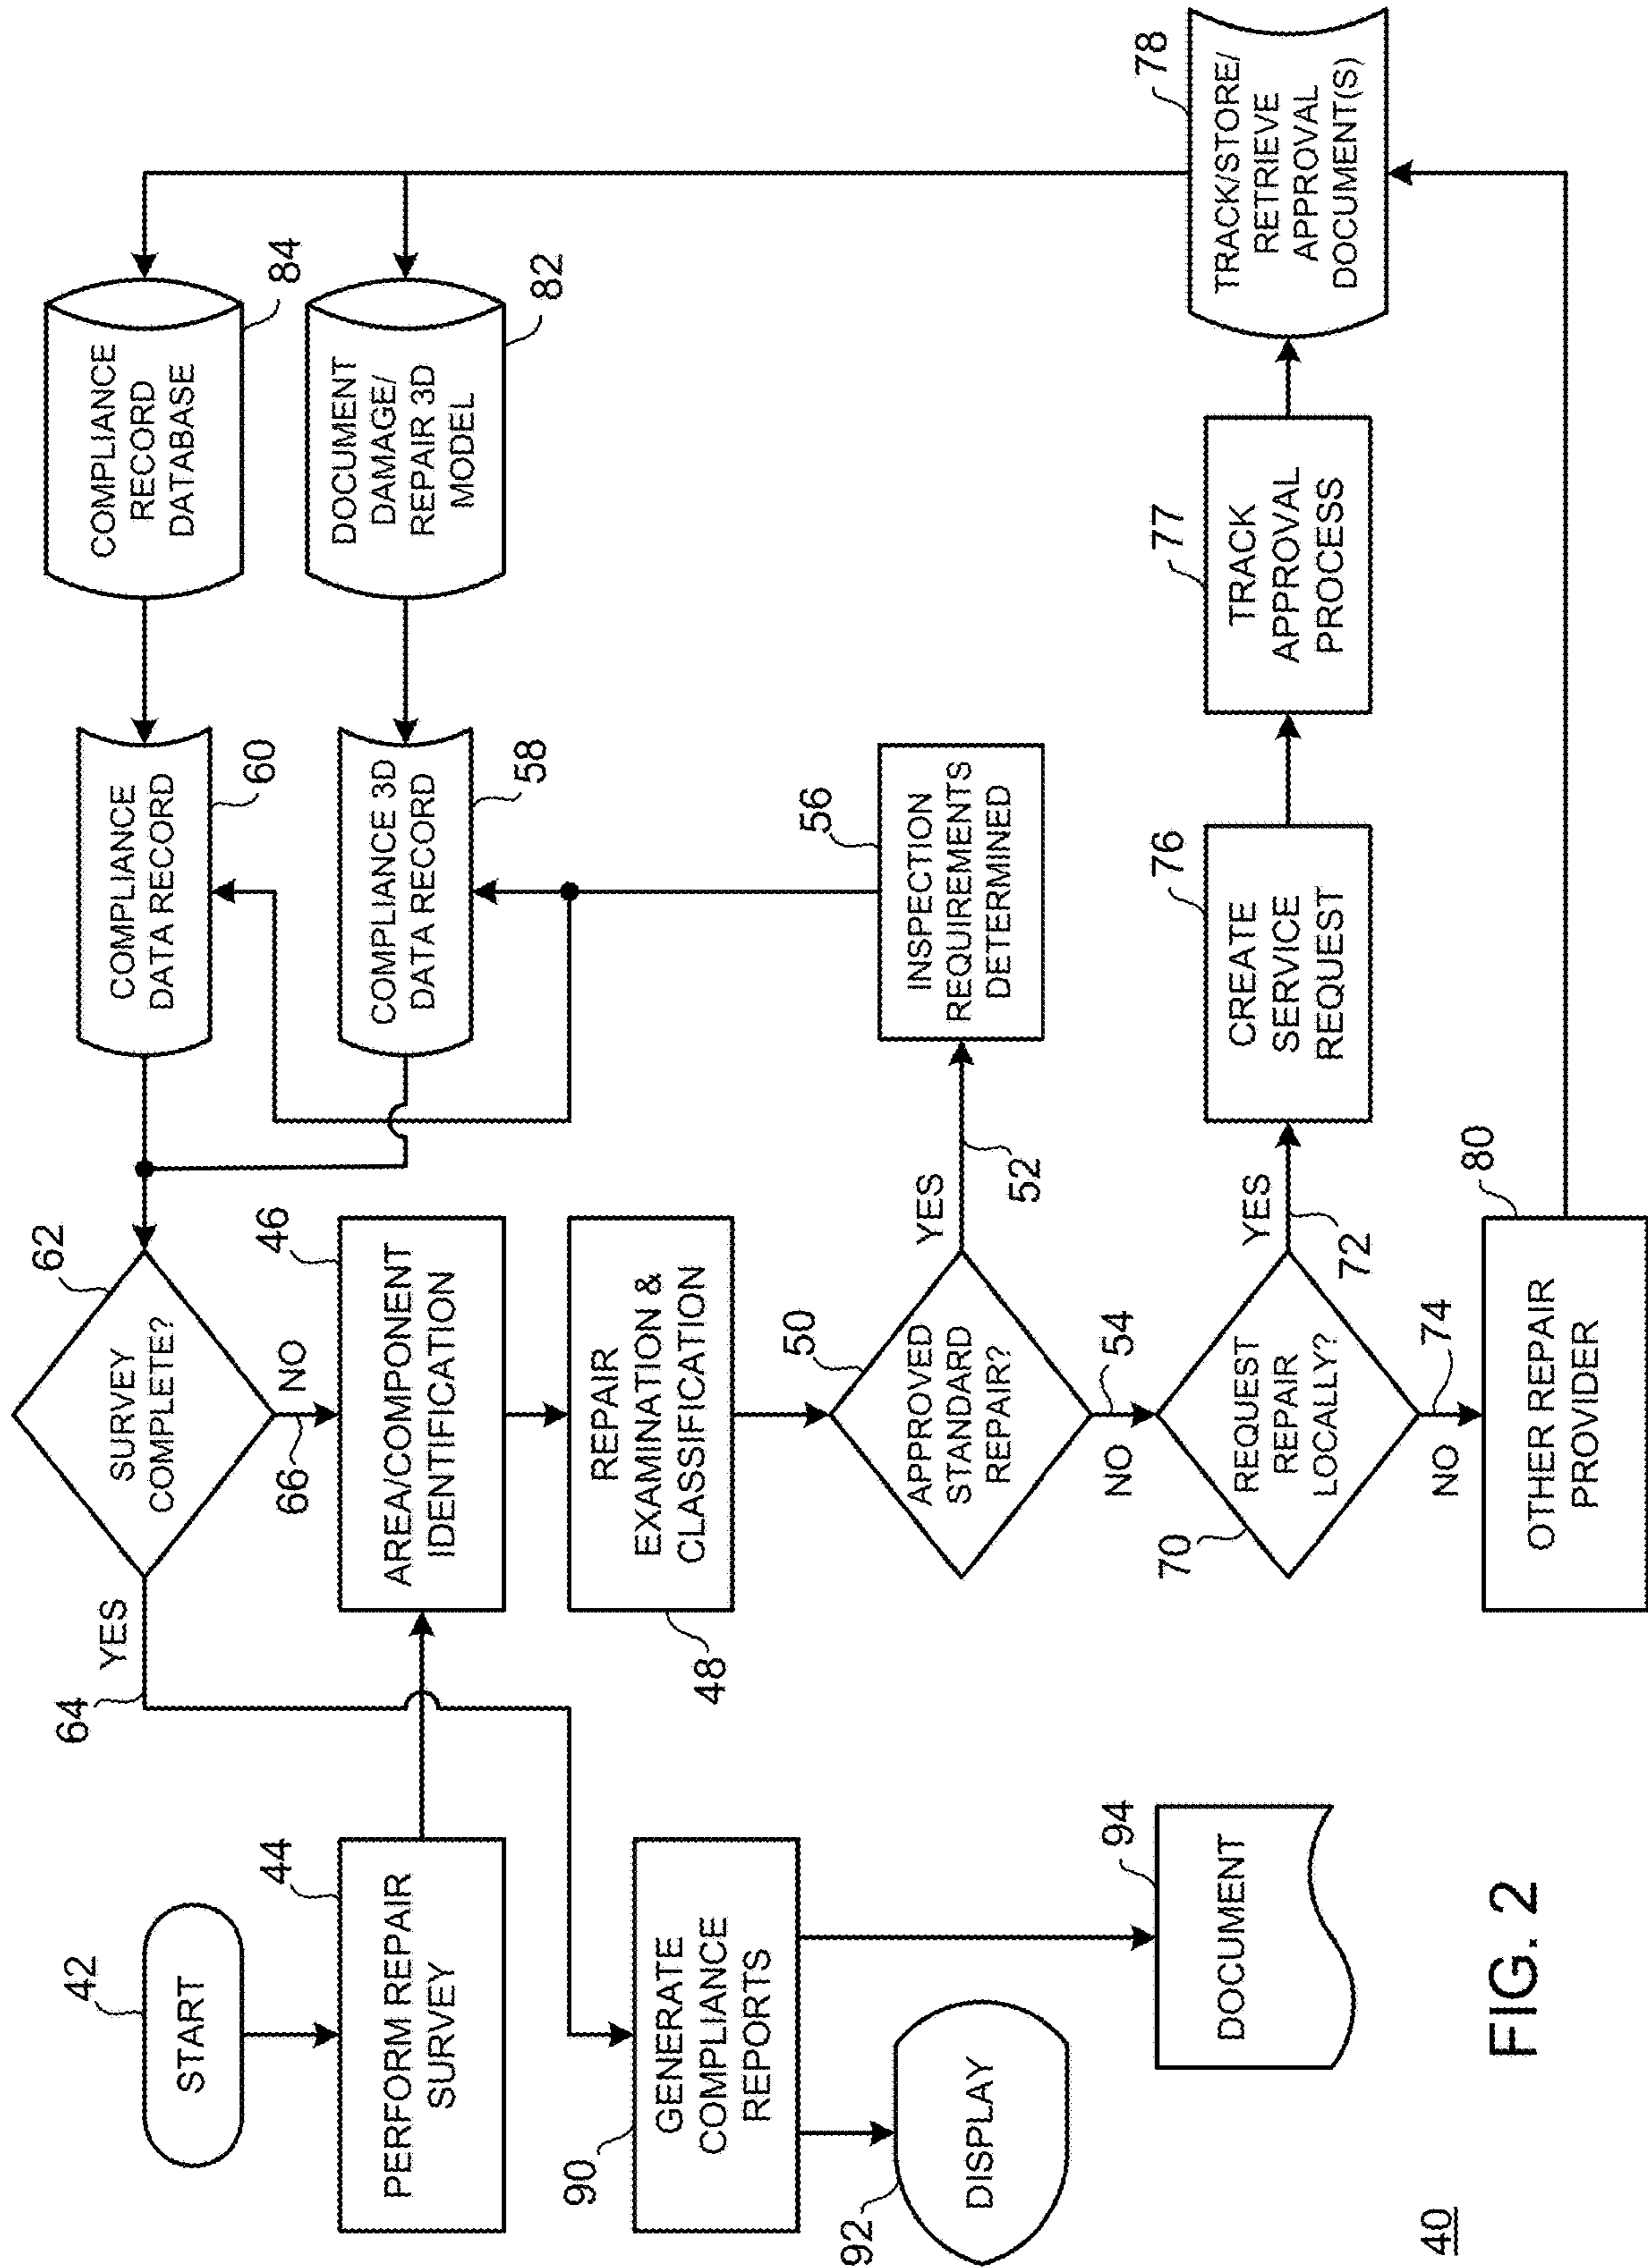 42
START
44
PERFORM REPAIR
SURVEY
64
YES
62
SURVEY
COMPLETE?
66
NO
46
AREA/COMPONENT
IDENTIFICATION
48
REPAIR
EXAMINATION &
CLASSIFICATION
60
COMPLIANCE
DATA RECORD
84
COMPLIANCE
RECORD
DATABASE
58
COMPLIANCE 3D
DATA RECORD
82
DOCUMENT
DAMAGE/
REPAIR 3D
MODEL
50
APPROVED
STANDARD
REPAIR?
YES
52
NO
54
56
INSPECTION
REQUIREMENTS
DETERMINED
70
REQUEST
REPAIR
LOCALLY?
YES
72
NO
74
76
CREATE
SERVICE
REQUEST
77
TRACK
APPROVAL
PROCESS
78
TRACK/STORE/
RETRIEVE
APPROVAL
DOCUMENT(S)
80
OTHER REPAIR
PROVIDER
90
GENERATE
COMPLIANCE
REPORTS
92
DISPLAY
94
DOCUMENT
40
FIG. 2